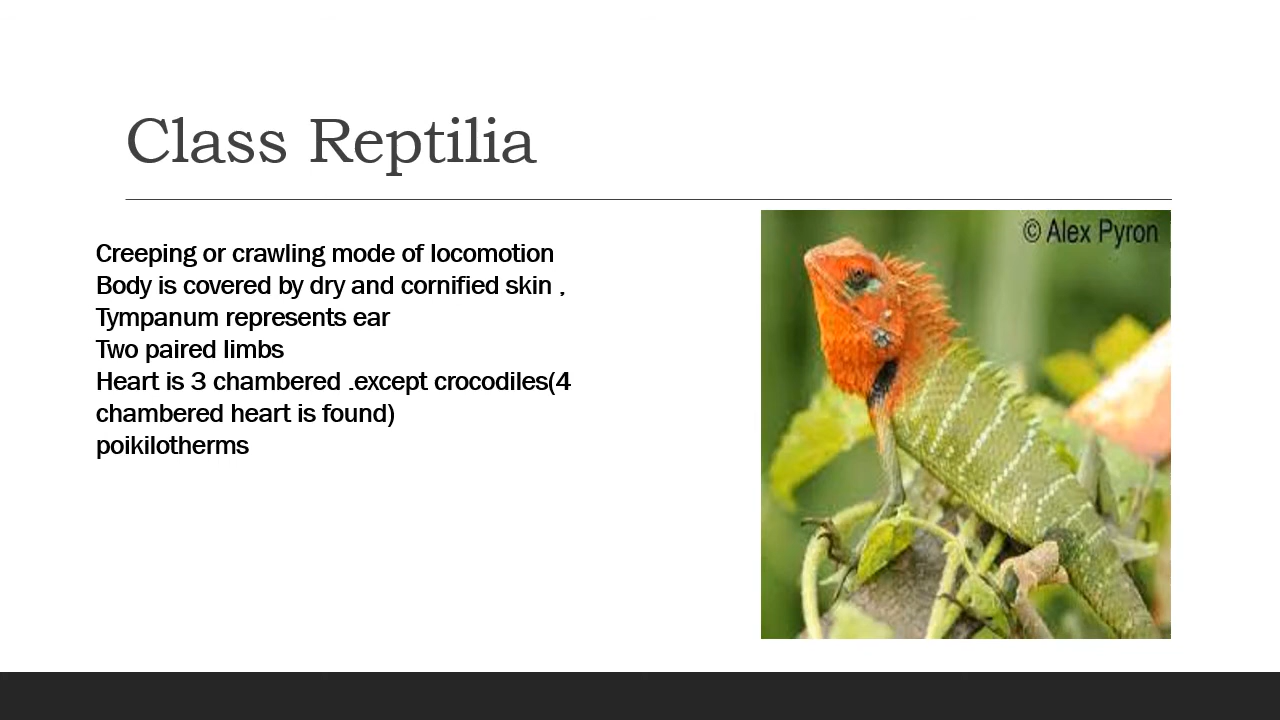 Class Reptilia
© Alex Pyron
Creeping or crawling mode of locomotion
Body is covered by dry and cornified skin ,
Tympanum represents ear
Two paired limbs
Heart is 3 chambered .except crocodiles(4
chambered heart is found)
poikilotherms